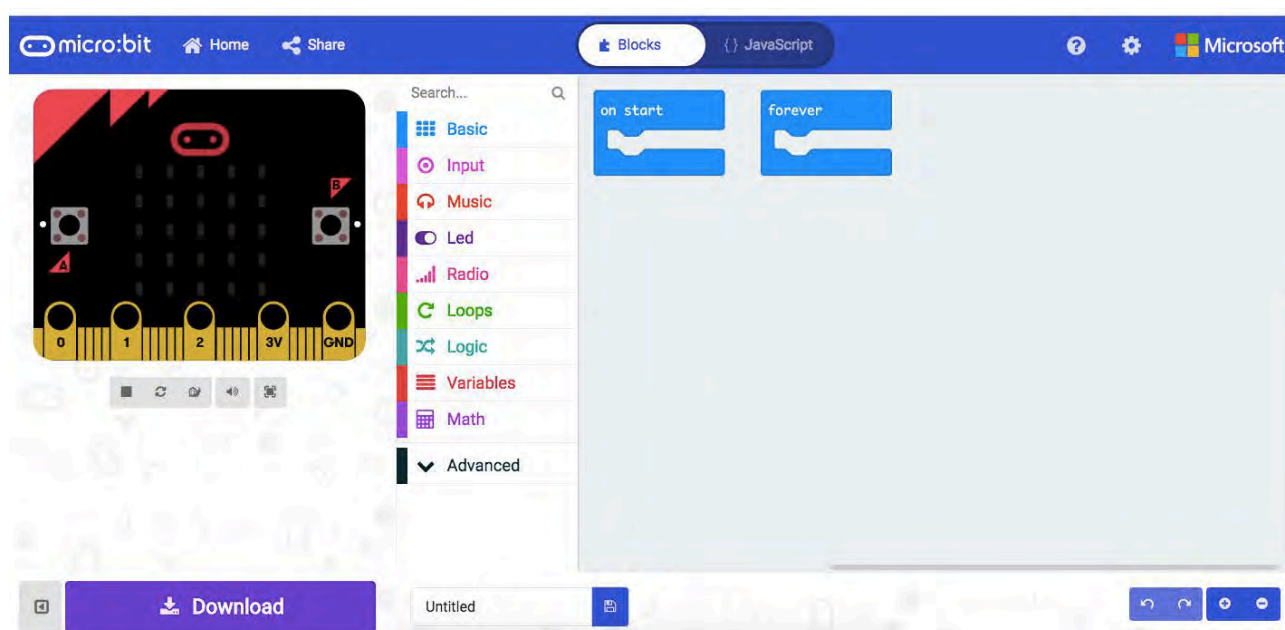 micro:bit Home Share Blocks {} JavaScript ? Microsoft
Search...
Basic
Input
Music
Led
Radio
Loops
Logic
Variables
Math
Advanced
on start
forever
B
A
0 1 2 3V GND
Download
Untitled